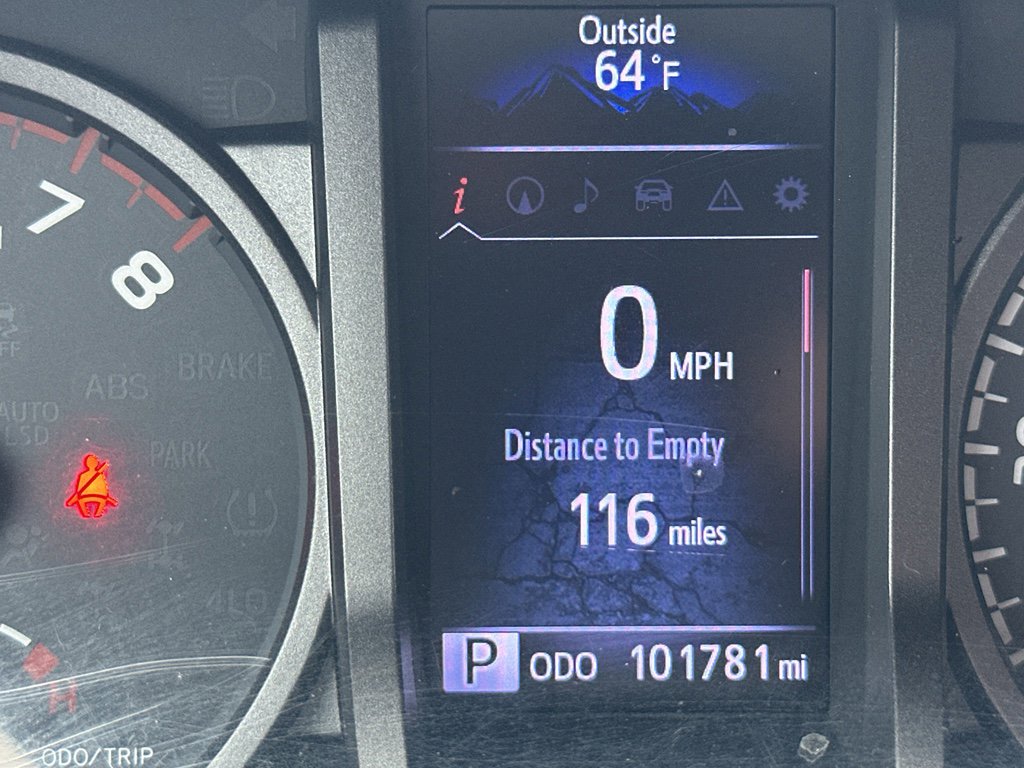 Outside
64°F
i
7
8
0 MPH
BRAKE
ABS
AUTO
LSD
PARK
Distance to Empty
116 miles
4LO
P ODO 101781 mi
H
ODO/TRIP